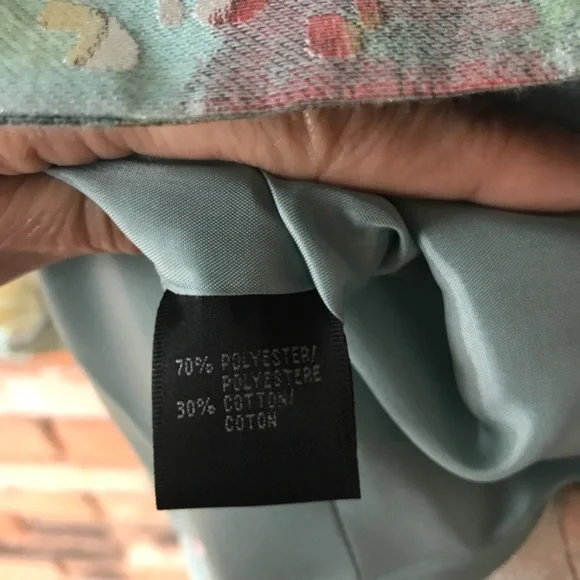 70% POLYESTER/
POLYESTERE
30% COTTON/
COTON